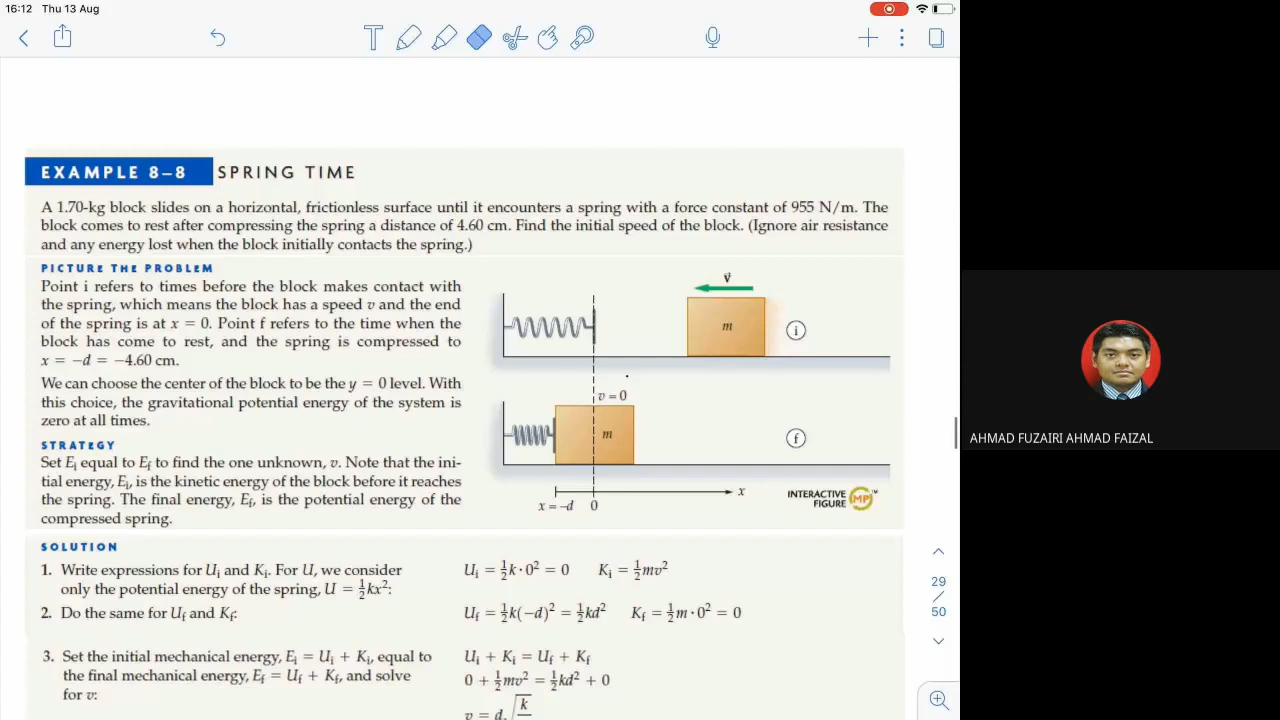 16:12 Thu 13 Aug
EXAMPLE 8–8 SPRING TIME
A 1.70-kg block slides on a horizontal, frictionless surface until it encounters a spring with a force constant of 955 N/m. The
block comes to rest after compressing the spring a distance of 4.60 cm. Find the initial speed of the block. (Ignore air resistance
and any energy lost when the block initially contacts the spring.)
PICTURE THE PROBLEM
Point i refers to times before the block makes contact with
the spring, which means the block has a speed v and the end
of the spring is at x = 0. Point f refers to the time when the
block has come to rest, and the spring is compressed to
x = −d = −4.60 cm.
We can choose the center of the block to be the y = 0 level. With
this choice, the gravitational potential energy of the system is
zero at all times.
STRATEGY
Set Eᵢ equal to E_f to find the one unknown, v. Note that the ini-
tial energy, Eᵢ, is the kinetic energy of the block before it reaches
the spring. The final energy, E_f, is the potential energy of the
compressed spring.
v⃗
m
i
v = 0
m
f
x = −d 0
x
INTERACTIVE
FIGURE
MP™
SOLUTION
1. Write expressions for Uᵢ and Kᵢ. For U, we consider
only the potential energy of the spring, U = ½kx²:
Uᵢ = ½k · 0² = 0 Kᵢ = ½mv²
2. Do the same for U_f and K_f:
U_f = ½k(−d)² = ½kd² K_f = ½m · 0² = 0
3. Set the initial mechanical energy, Eᵢ = Uᵢ + Kᵢ, equal to
the final mechanical energy, E_f = U_f + K_f, and solve
for v:
Uᵢ + Kᵢ = U_f + K_f
0 + ½mv² = ½kd² + 0
v = d√k
29
/
50
AHMAD FUZAIRI AHMAD FAIZAL